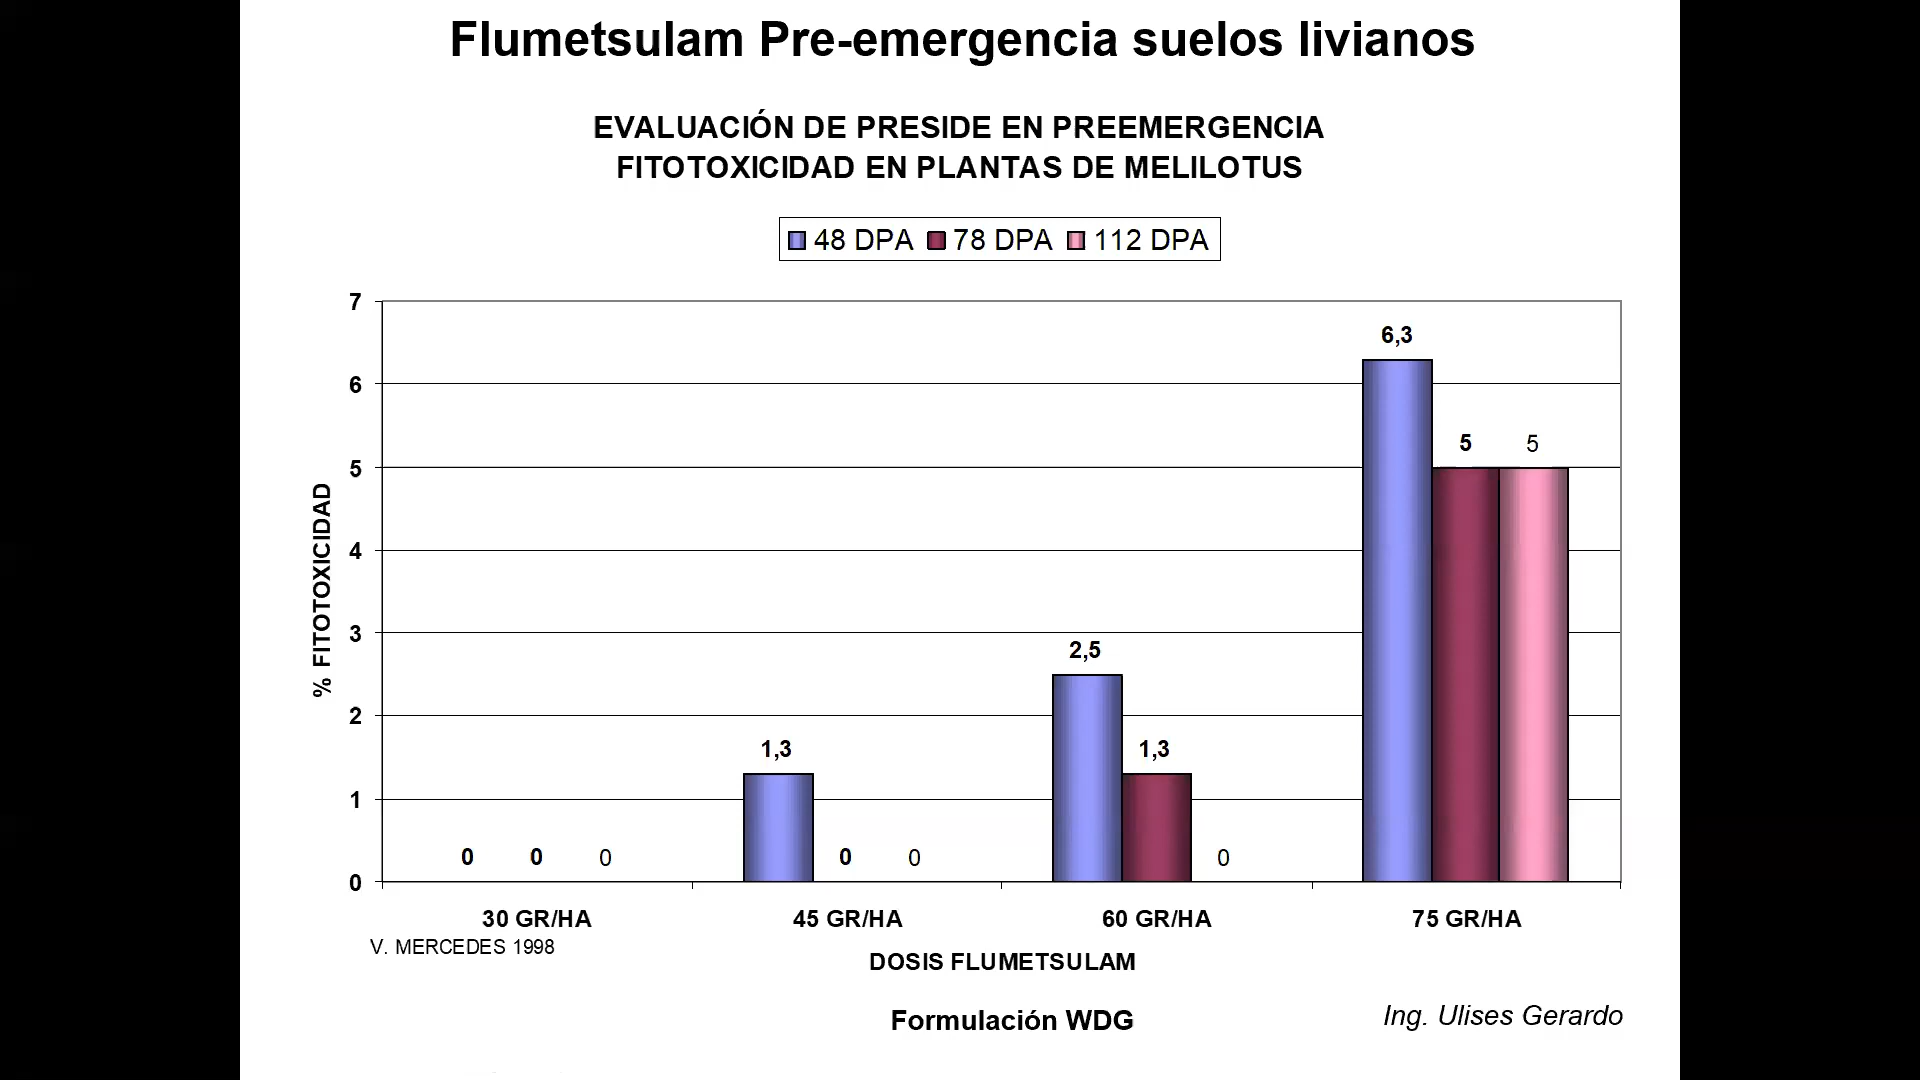 Flumetsulam Pre-emergencia suelos livianos
EVALUACIÓN DE PRESIDE EN PREEMERGENCIA
FITOTOXICIDAD EN PLANTAS DE MELILOTUS
48 DPA 78 DPA 112 DPA
% FITOTOXICIDAD
7
6
5
4
3
2
1
0
0 0 0
1,3 0 0
2,5 1,3 0
6,3 5 5
30 GR/HA 45 GR/HA 60 GR/HA 75 GR/HA
V. MERCEDES 1998
DOSIS FLUMETSULAM
Formulación WDG
Ing. Ulises Gerardo